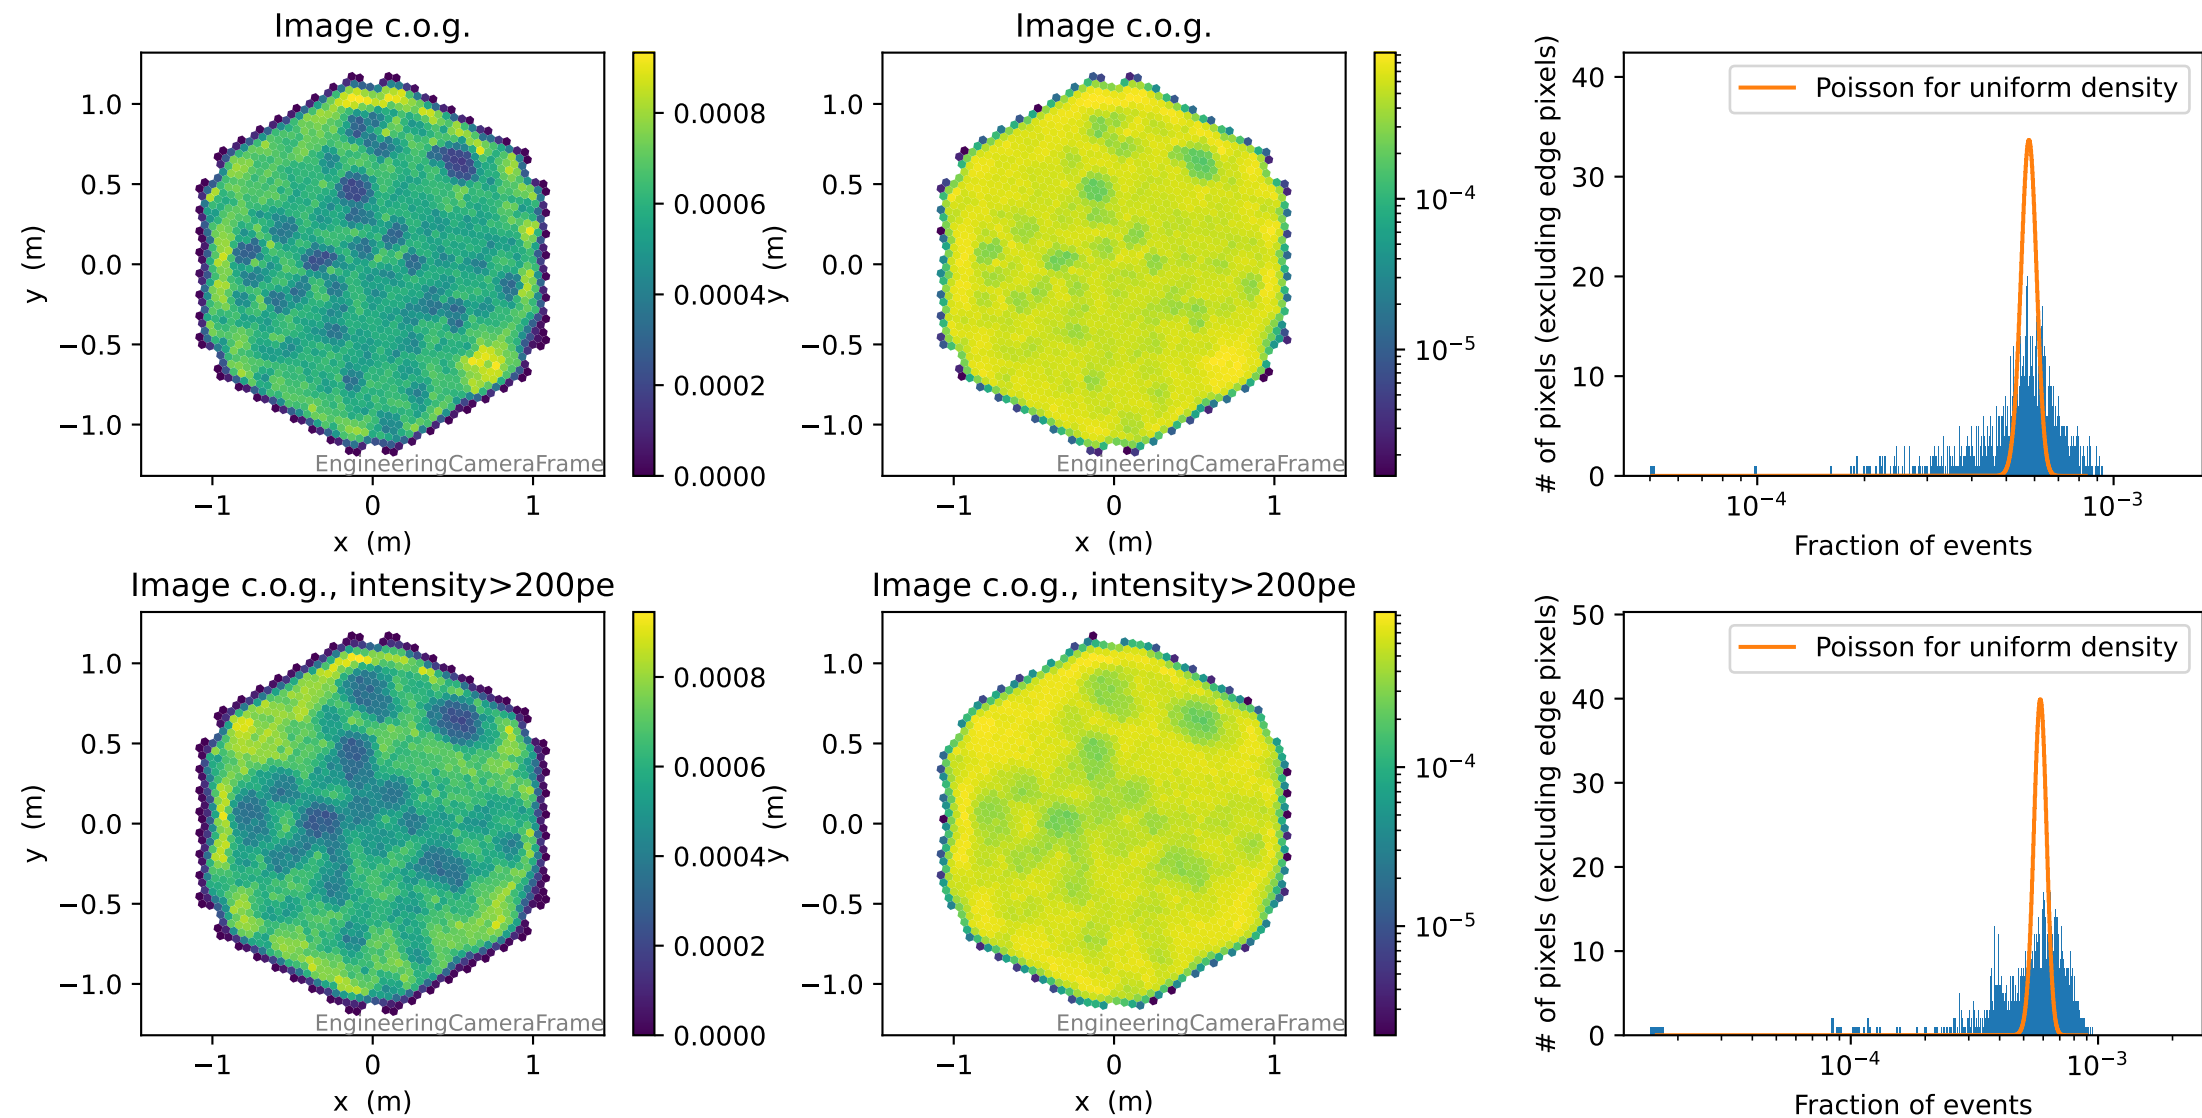 Image c.o.g.
1.0
0.5
0.0
−0.5
−1.0
y (m)
−1
0
1
x (m)
EngineeringCameraFrame
0.0008
0.0006
0.0004
0.0002
0.0000
Image c.o.g.
1.0
0.5
0.0
−0.5
−1.0
y (m)
−1
0
1
x (m)
EngineeringCameraFrame
10−4
10−5
# of pixels (excluding edge pixels)
40
30
20
10
0
Poisson for uniform density
10−4
10−3
Fraction of events
Image c.o.g., intensity>200pe
1.0
0.5
0.0
−0.5
−1.0
y (m)
−1
0
1
x (m)
EngineeringCameraFrame
0.0008
0.0006
0.0004
0.0002
0.0000
Image c.o.g., intensity>200pe
1.0
0.5
0.0
−0.5
−1.0
y (m)
−1
0
1
x (m)
EngineeringCameraFrame
10−4
10−5
# of pixels (excluding edge pixels)
50
40
30
20
10
0
Poisson for uniform density
10−4
10−3
Fraction of events